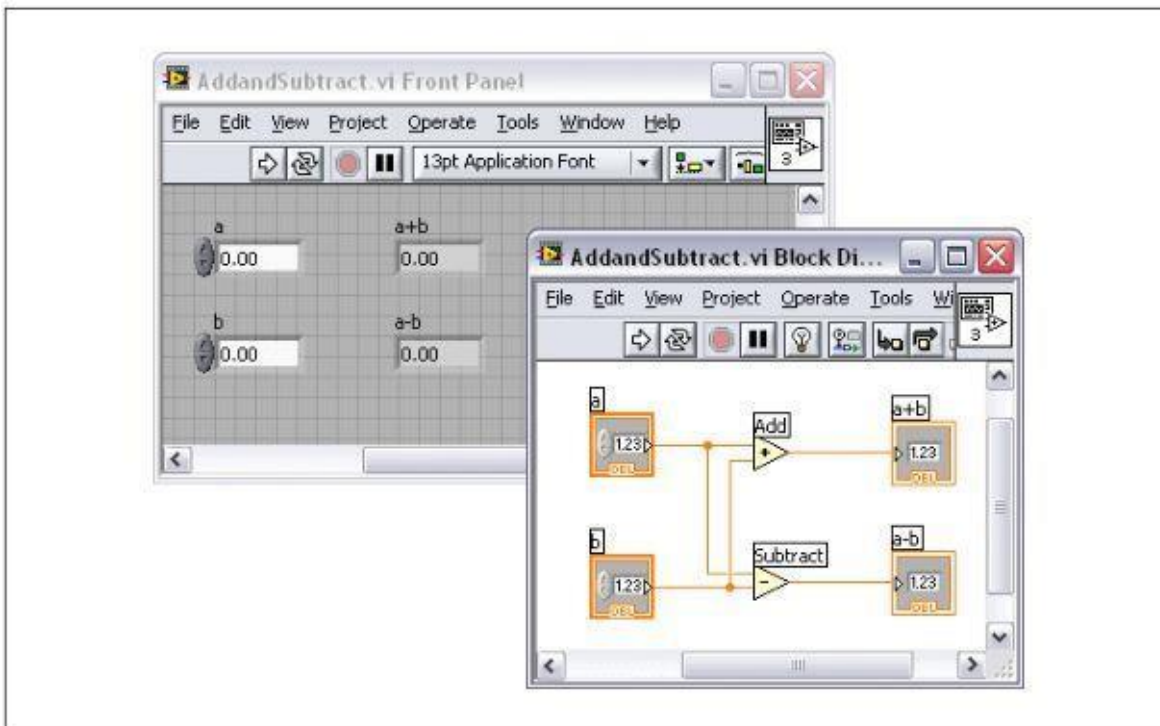 AddandSubtract.vi Front Panel
File Edit View Project Operate Tools Window Help
13pt Application Font
3
a
0.00
a+b
0.00
b
0.00
a-b
0.00
AddandSubtract.vi Block Di...
File Edit View Project Operate Tools Wi
3
a
1.23
DBL
Add
+
a+b
1.23
DBL
b
1.23
DBL
Subtract
-
a-b
1.23
DBL